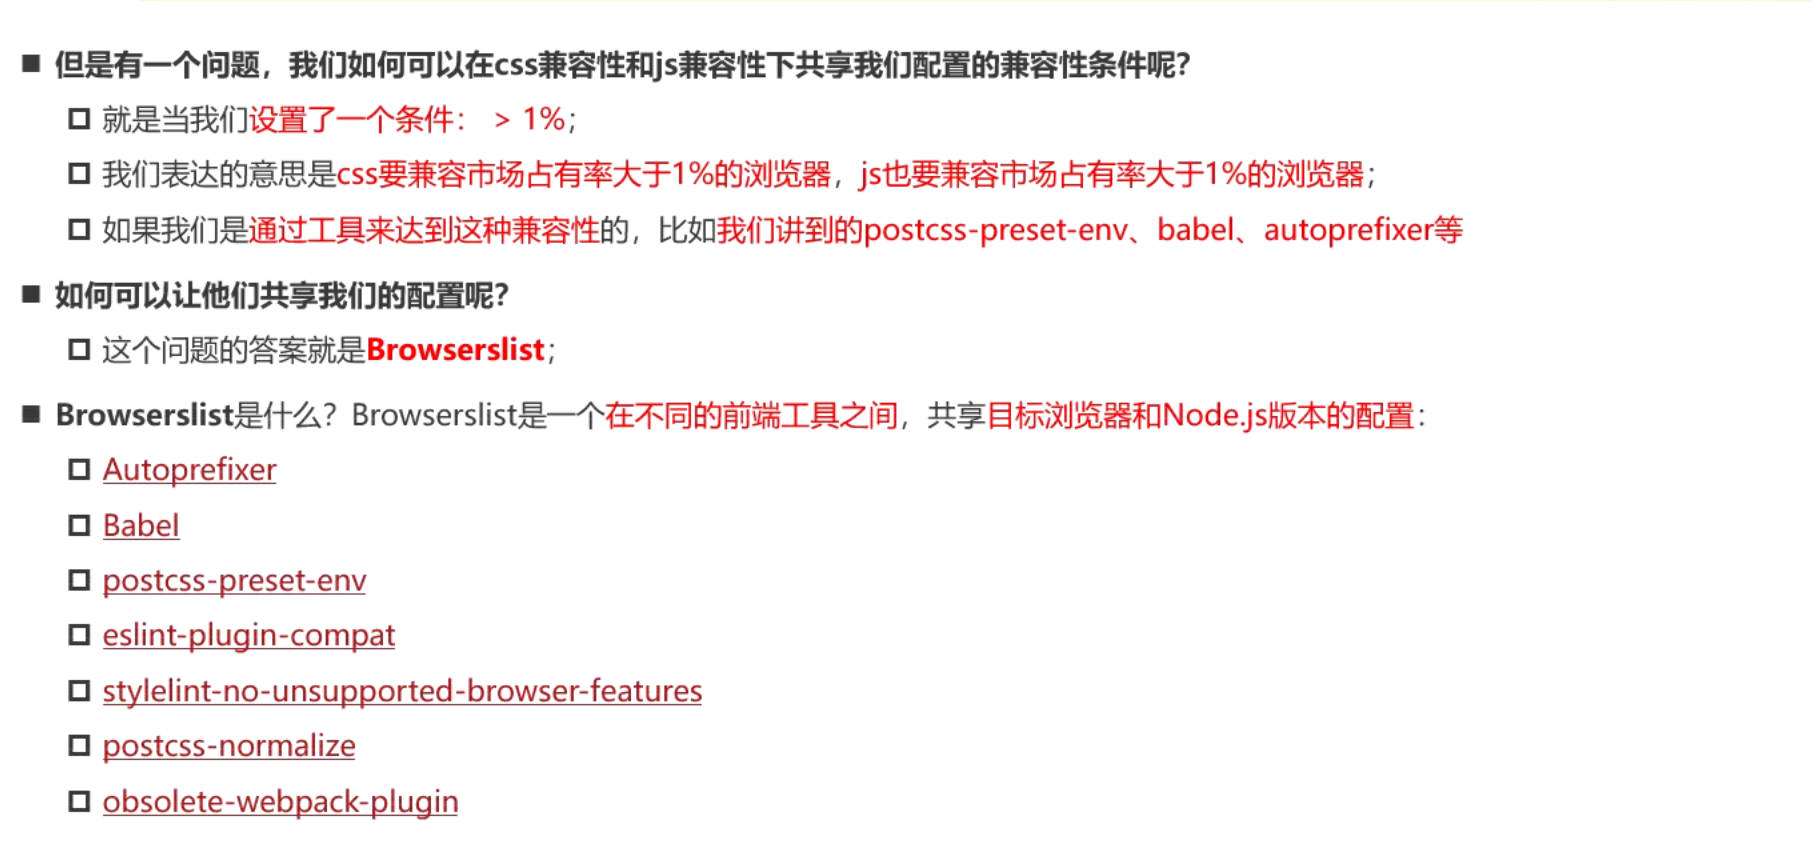 但是有一个问题，我们如何可以在css兼容性和js兼容性下共享我们配置的兼容性条件呢？
就是当我们设置了一个条件： > 1%；
我们表达的意思是css要兼容市场占有率大于1%的浏览器，js也要兼容市场占有率大于1%的浏览器；
如果我们是通过工具来达到这种兼容性的，比如我们讲到的postcss-preset-env、babel、autoprefixer等
如何可以让他们共享我们的配置呢？
这个问题的答案就是Browserslist；
Browserslist是什么？Browserslist是一个在不同的前端工具之间，共享目标浏览器和Node.js版本的配置：
Autoprefixer
Babel
postcss-preset-env
eslint-plugin-compat
stylelint-no-unsupported-browser-features
postcss-normalize
obsolete-webpack-plugin